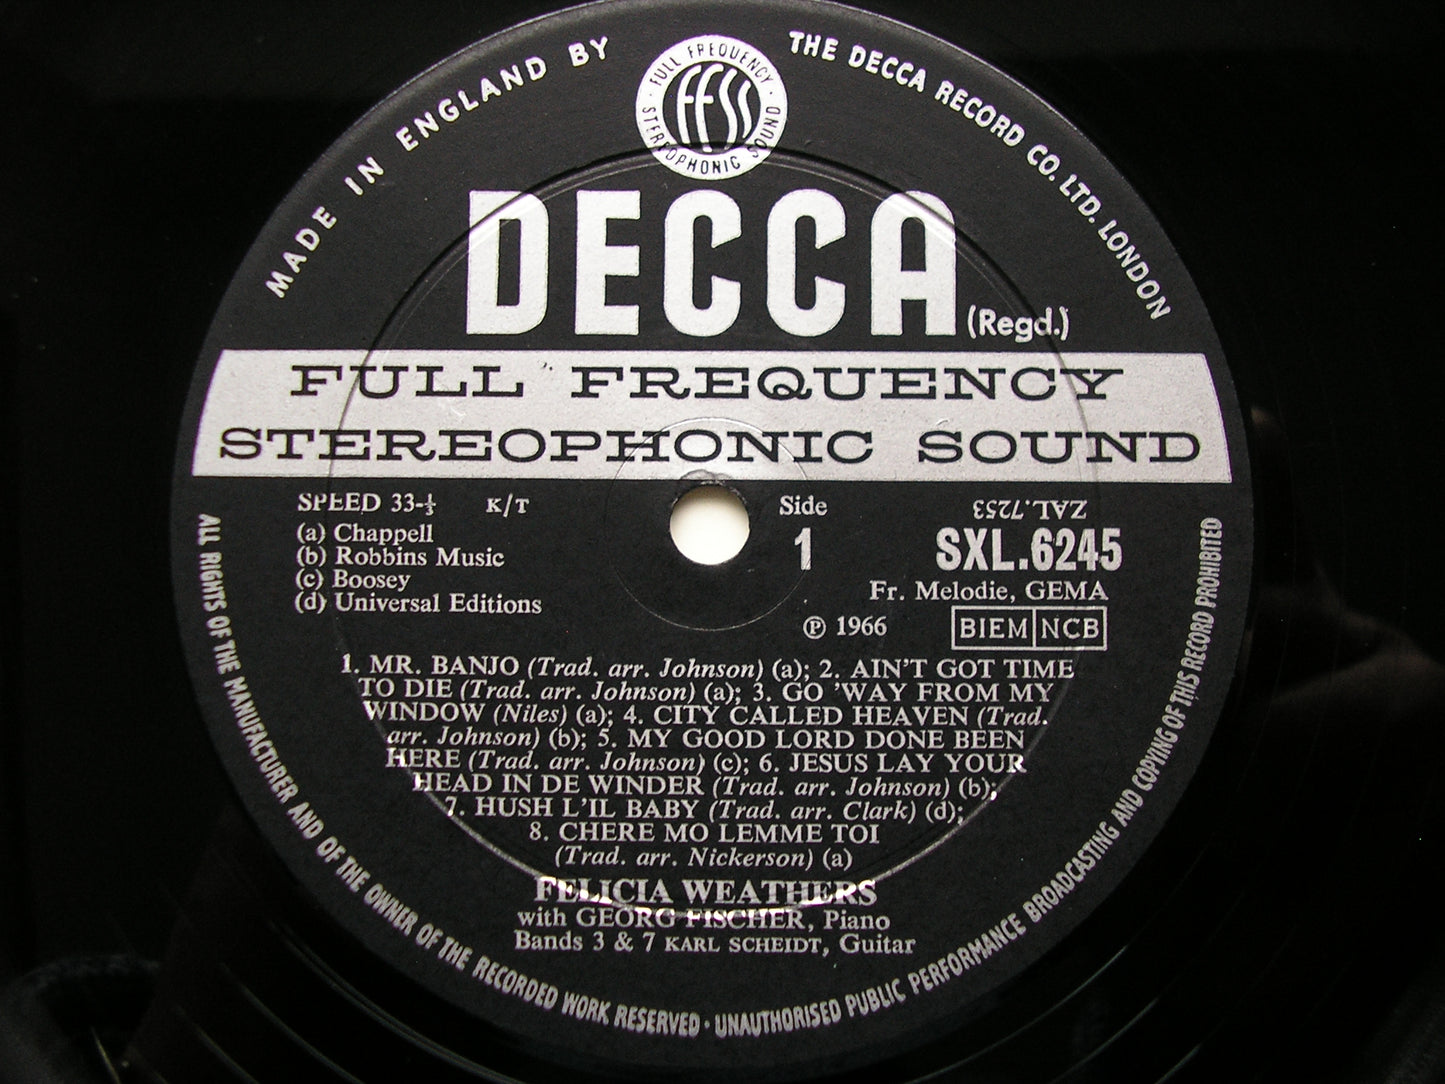 MADE IN ENGLAND BY THE DECCA RECORD CO. LTD. LONDON
FULL FREQUENCY
ffss
STEREOPHONIC SOUND
DECCA
(Regd.)
FULL FREQUENCY
STEREOPHONIC SOUND
SPEED 33-⅓ K/T
(a) Chappell
(b) Robbins Music
(c) Boosey
(d) Universal Editions
Side
1
ZAL.7253
SXL.6245
Fr. Melodie, GEMA
℗ 1966
BIEM NCB
1. MR. BANJO (Trad. arr. Johnson) (a); 2. AIN'T GOT TIME
TO DIE (Trad. arr. Johnson) (a); 3. GO 'WAY FROM MY
WINDOW (Niles) (a); 4. CITY CALLED HEAVEN (Trad.
arr. Johnson) (b); 5. MY GOOD LORD DONE BEEN
HERE (Trad. arr. Johnson) (c); 6. JESUS LAY YOUR
HEAD IN DE WINDER (Trad. arr. Johnson) (b);
7. HUSH L'IL BABY (Trad. arr. Clark) (d);
8. CHERE MO LEMME TOI
(Trad. arr. Nickerson) (a)
FELICIA WEATHERS
with GEORG FISCHER, Piano
Bands 3 & 7 KARL SCHEIDT, Guitar
ALL RIGHTS OF THE MANUFACTURER AND OF THE OWNER OF THE RECORDED WORK RESERVED · UNAUTHORISED PUBLIC PERFORMANCE BROADCASTING AND COPYING OF THIS RECORD PROHIBITED